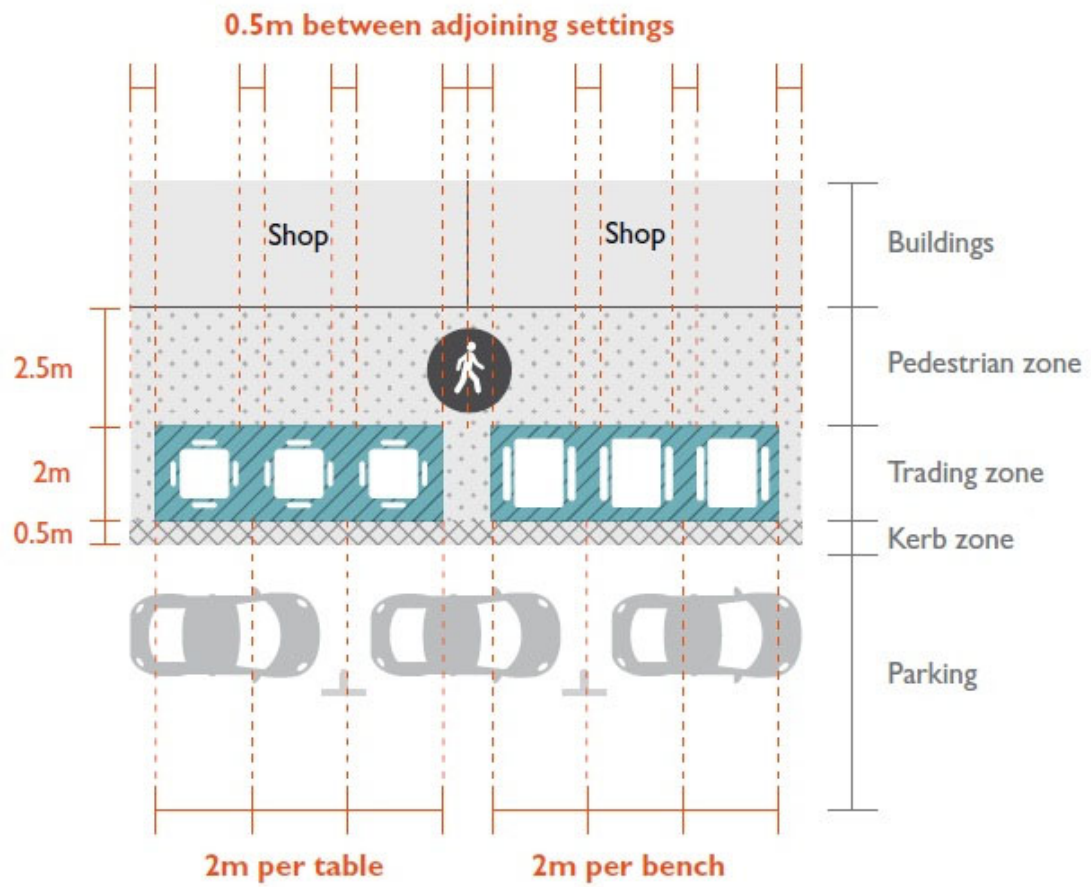 0.5m between adjoining settings
Shop
Shop
Buildings
2.5m
Pedestrian zone
2m
Trading zone
0.5m
Kerb zone
Parking
2m per table
2m per bench